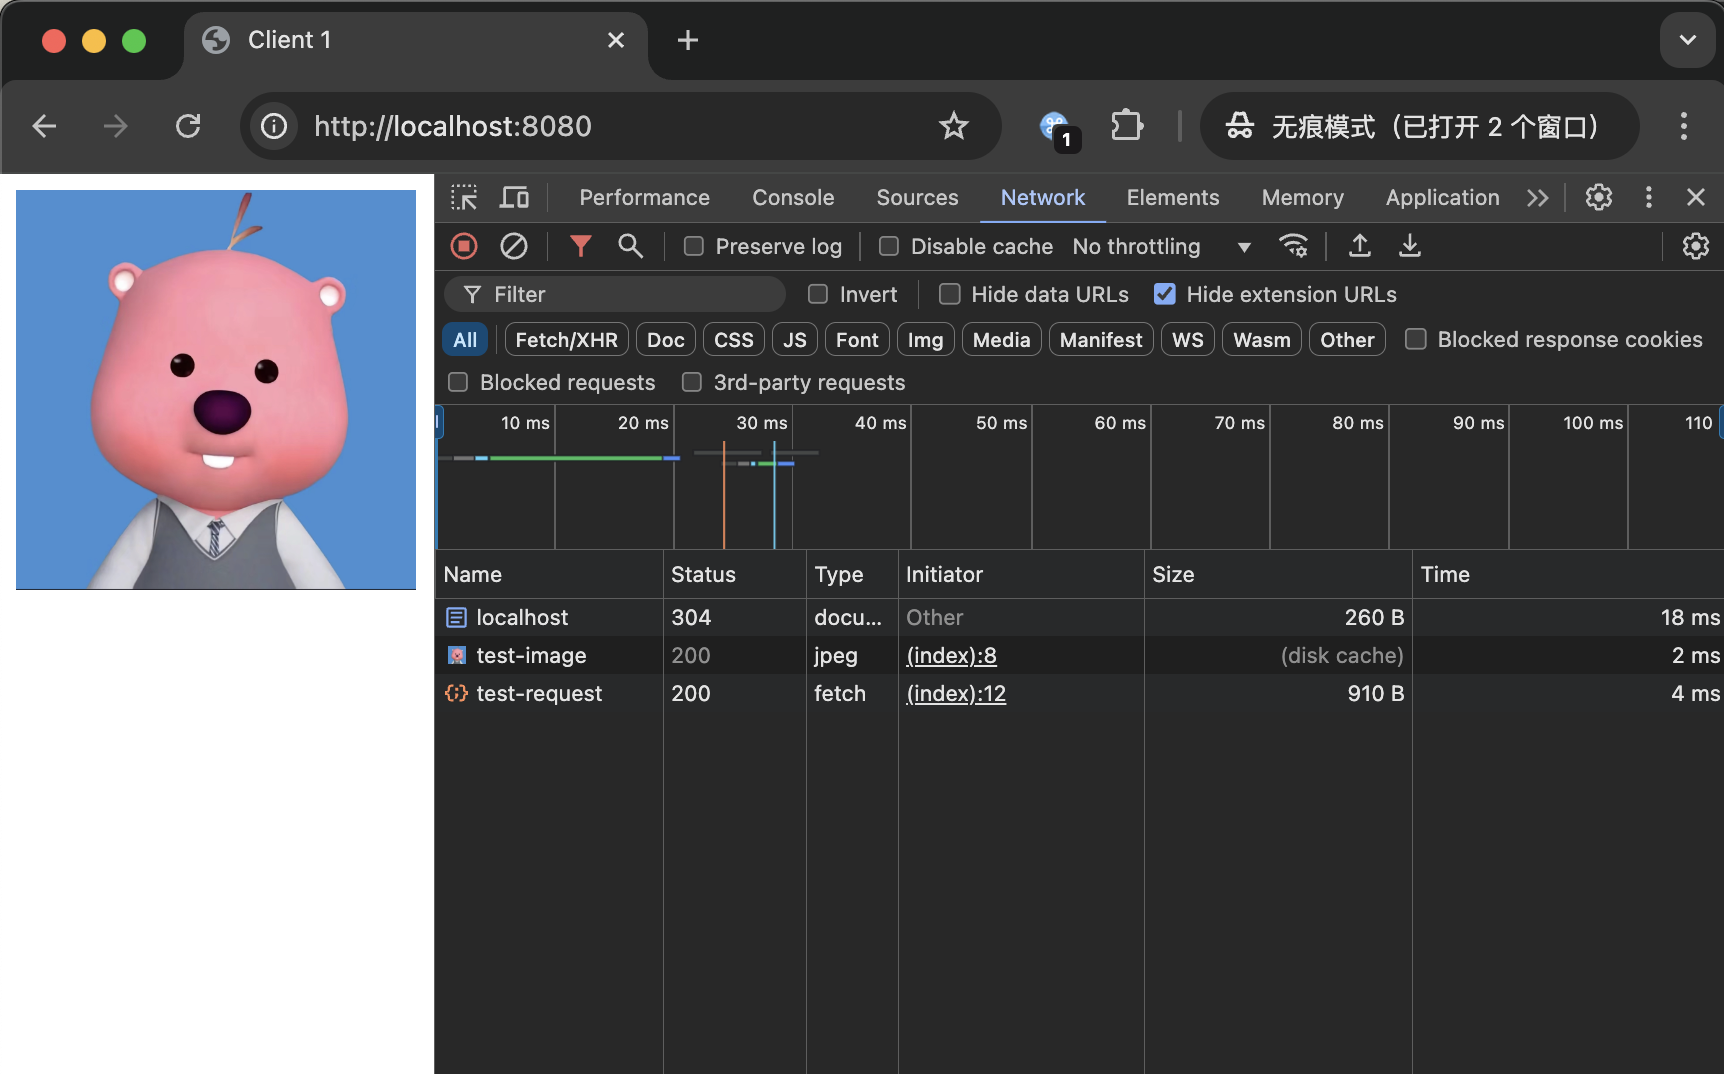 Client 1
http://localhost:8080
1
无痕模式（已打开 2 个窗口）
Performance Console Sources Network Elements Memory Application
Preserve log Disable cache No throttling
Filter Invert Hide data URLs Hide extension URLs
All Fetch/XHR Doc CSS JS Font Img Media Manifest WS Wasm Other Blocked response cookies
Blocked requests 3rd-party requests
10 ms 20 ms 30 ms 40 ms 50 ms 60 ms 70 ms 80 ms 90 ms 100 ms 110
Name Status Type Initiator Size Time
localhost 304 docu... Other 260 B 18 ms
test-image 200 jpeg (index):8 (disk cache) 2 ms
test-request 200 fetch (index):12 910 B 4 ms